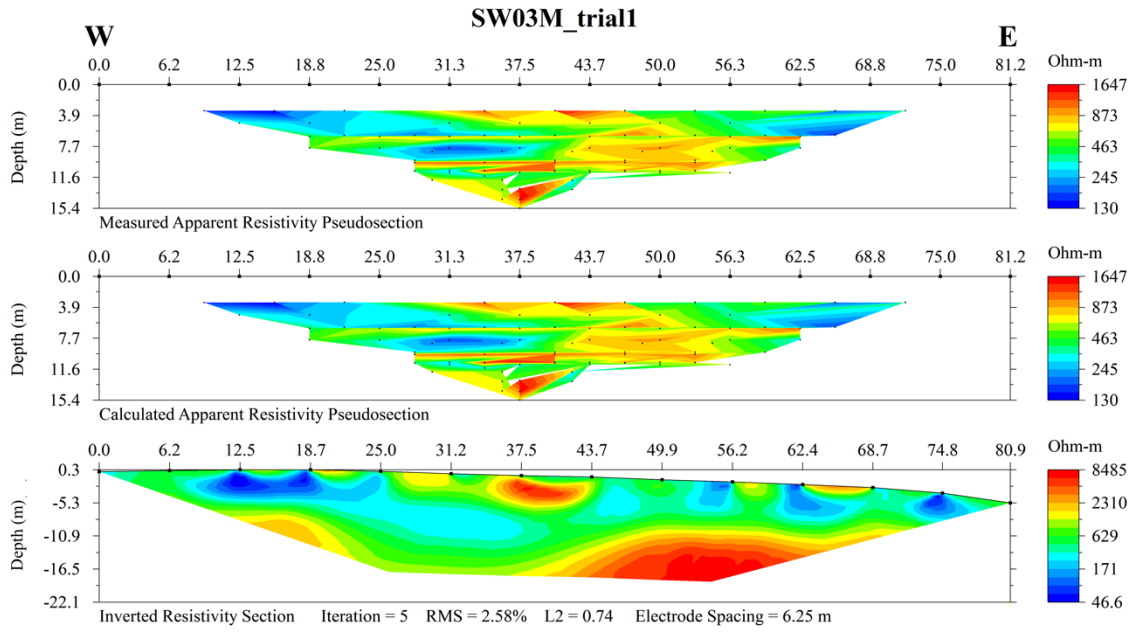 SW03M_trial1
W E
0.0 6.2 12.5 18.8 25.0 31.3 37.5 43.7 50.0 56.3 62.5 68.8 75.0 81.2
Ohm-m
Depth (m)
0.0
3.9
7.7
11.6
15.4
1647
873
463
245
130
Measured Apparent Resistivity Pseudosection
0.0 6.2 12.5 18.8 25.0 31.3 37.5 43.7 50.0 56.3 62.5 68.8 75.0 81.2
Ohm-m
Depth (m)
0.0
3.9
7.7
11.6
15.4
1647
873
463
245
130
Calculated Apparent Resistivity Pseudosection
0.0 6.2 12.5 18.7 25.0 31.2 37.5 43.7 49.9 56.2 62.4 68.7 74.8 80.9
Ohm-m
Depth (m)
0.3
-5.3
-10.9
-16.5
-22.1
8485
2310
629
171
46.6
Inverted Resistivity Section Iteration = 5 RMS = 2.58% L2 = 0.74 Electrode Spacing = 6.25 m